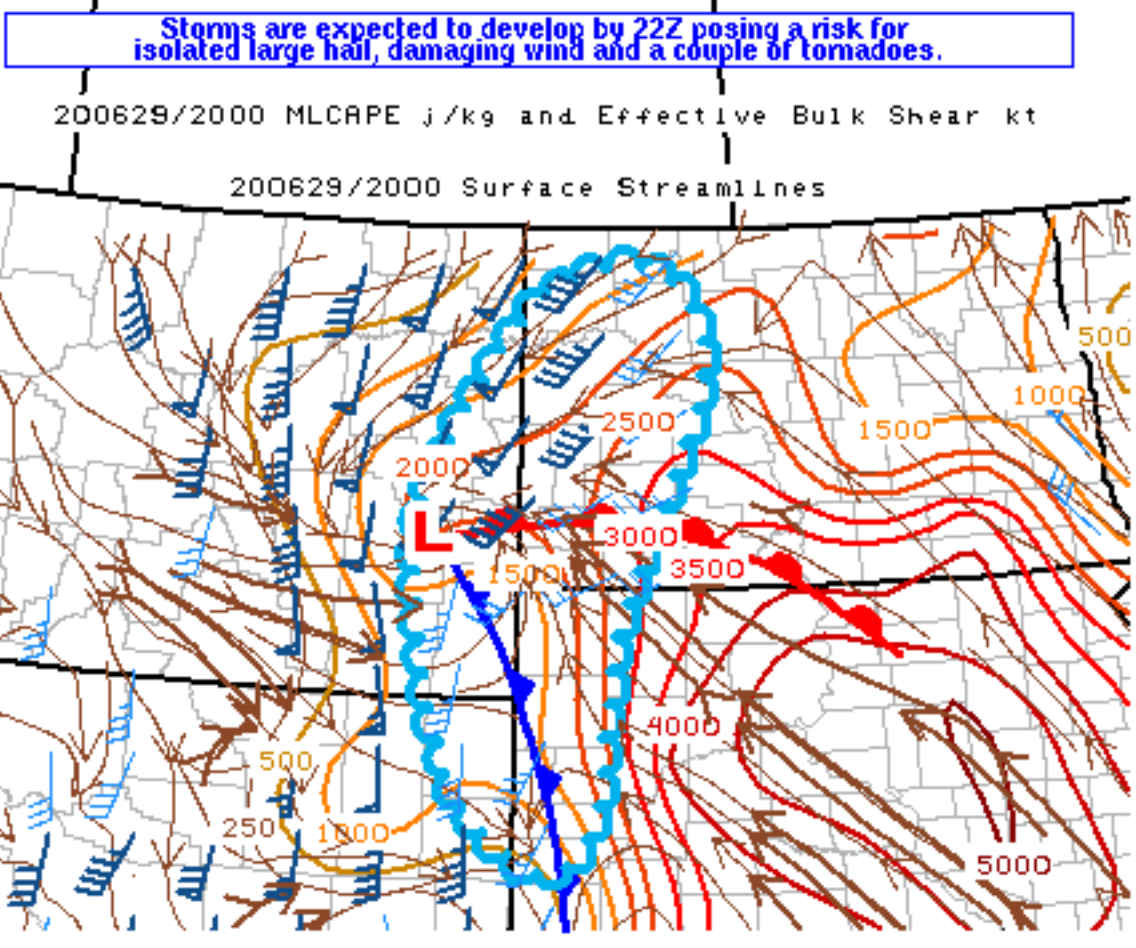 Storms are expected to develop by 22Z posing a risk for
isolated large hail, damaging wind and a couple of tornadoes.
200629/2000 MLCAPE j/kg and Effective Bulk Shear kt
200629/2000 Surface Streamlines
500
1000
2500
1500
2000
L
3000
1500
3500
4000
500
250
1000
5000